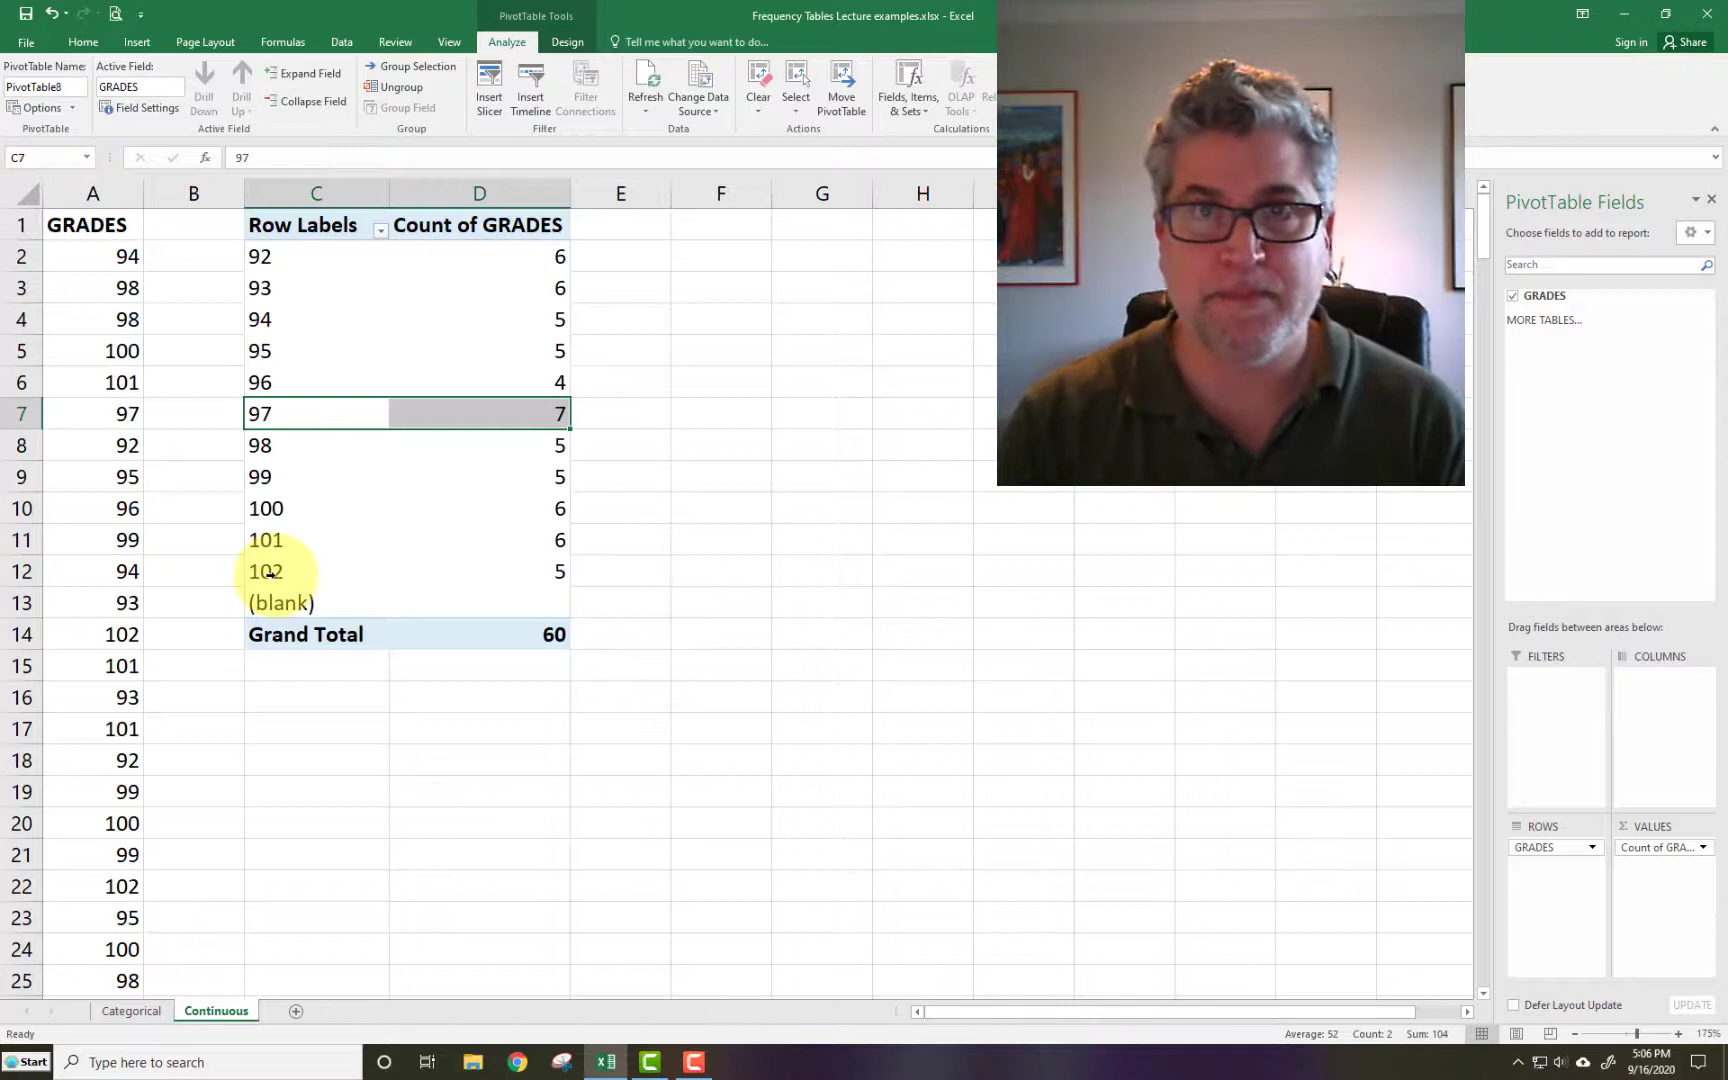 PivotTable Tools
Frequency Tables Lecture examples.xlsx - Excel
File Home Insert Page Layout Formulas Data Review View Analyze Design Tell me what you want to do...
Sign in Share
PivotTable Name:
PivotTable8
Options
PivotTable
Active Field:
GRADES
Field Settings
Drill Down
Drill Up
Expand Field
Collapse Field
Active Field
Group Selection
Ungroup
Group Field
Group
Insert Slicer
Insert Timeline
Filter Connections
Filter
Refresh
Change Data Source
Data
Clear
Select
Move PivotTable
Actions
Fields, Items, & Sets
OLAP Tools
Calculations
C7 fx 97
A B C D E F G H
1 GRADES Row Labels Count of GRADES
2 94 92 6
3 98 93 6
4 98 94 5
5 100 95 5
6 101 96 4
7 97 97 7
8 92 98 5
9 95 99 5
10 96 100 6
11 99 101 6
12 94 102 5
13 93 (blank)
14 102 Grand Total 60
15 101
16 93
17 101
18 92
19 99
20 100
21 99
22 102
23 95
24 100
25 98
PivotTable Fields
Choose fields to add to report:
Search
GRADES
MORE TABLES...
Drag fields between areas below:
FILTERS COLUMNS
ROWS VALUES
GRADES Count of GRA...
Defer Layout Update UPDATE
Categorical Continuous
Ready Average: 52 Count: 2 Sum: 104 175%
Start Type here to search
5:06 PM
9/16/2020